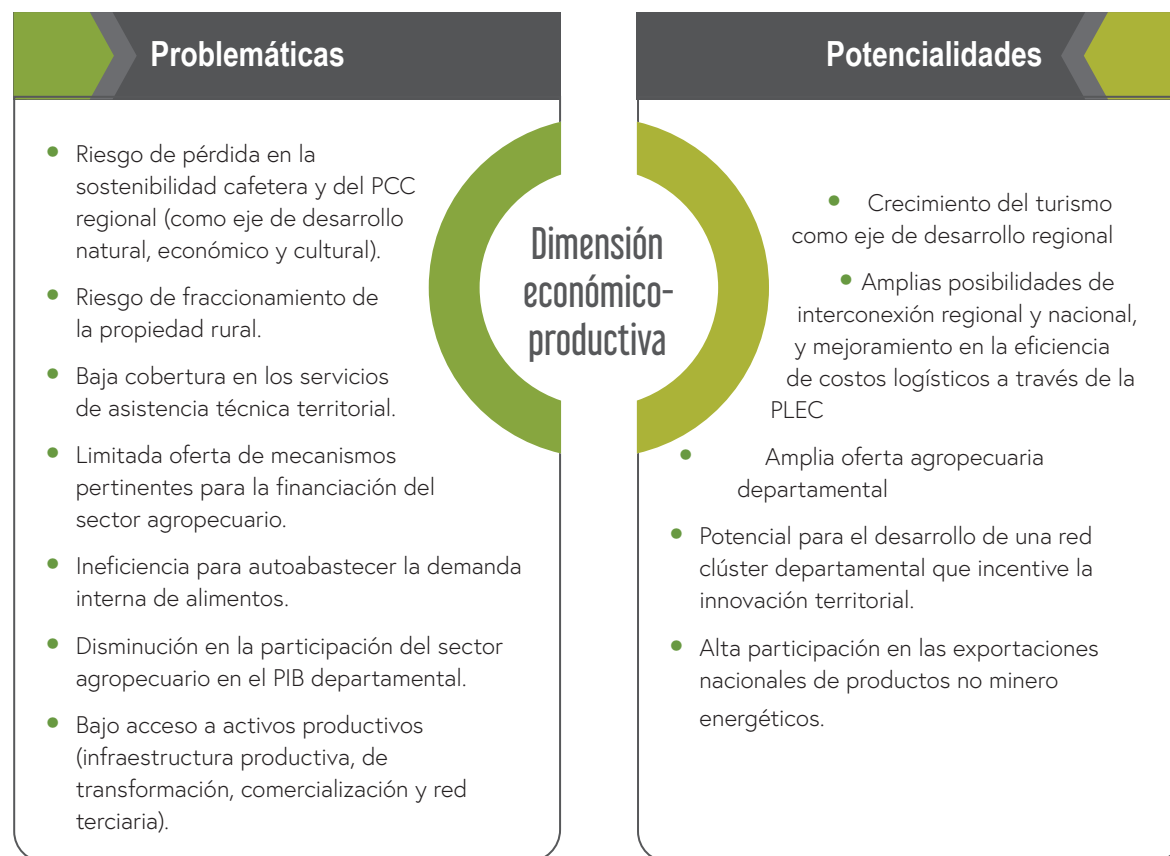 Problemáticas
• Riesgo de pérdida en la
sostenibilidad cafetera y del PCC
regional (como eje de desarrollo
natural, económico y cultural).
• Riesgo de fraccionamiento de
la propiedad rural.
• Baja cobertura en los servicios
de asistencia técnica territorial.
• Limitada oferta de mecanismos
pertinentes para la financiación del
sector agropecuario.
• Ineficiencia para autoabastecer la demanda
interna de alimentos.
• Disminución en la participación del sector
agropecuario en el PIB departamental.
• Bajo acceso a activos productivos
(infraestructura productiva, de
transformación, comercialización y red
terciaria).
Dimensión
económico-
productiva
Potencialidades
• Crecimiento del turismo
como eje de desarrollo regional
• Amplias posibilidades de
interconexión regional y nacional,
y mejoramiento en la eficiencia
de costos logísticos a través de la
PLEC
• Amplia oferta agropecuaria
departamental
• Potencial para el desarrollo de una red
clúster departamental que incentive la
innovación territorial.
• Alta participación en las exportaciones
nacionales de productos no minero
energéticos.